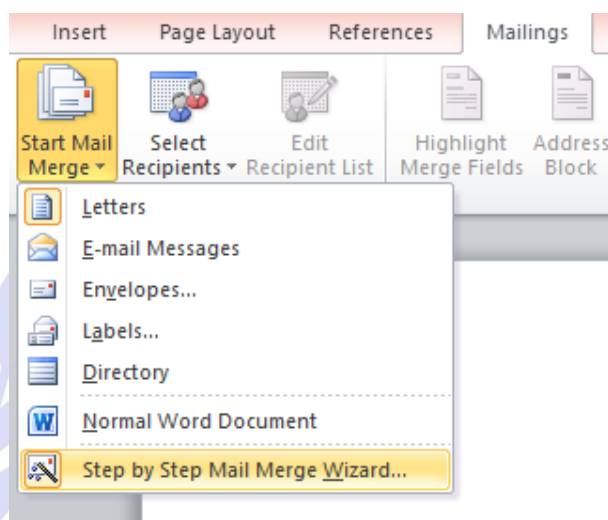 Insert Page Layout References Mailings
Start Mail Select Edit Highlight Address
Merge Recipients Recipient List Merge Fields Block
Letters
E-mail Messages
Envelopes...
Labels...
Directory
Normal Word Document
Step by Step Mail Merge Wizard...